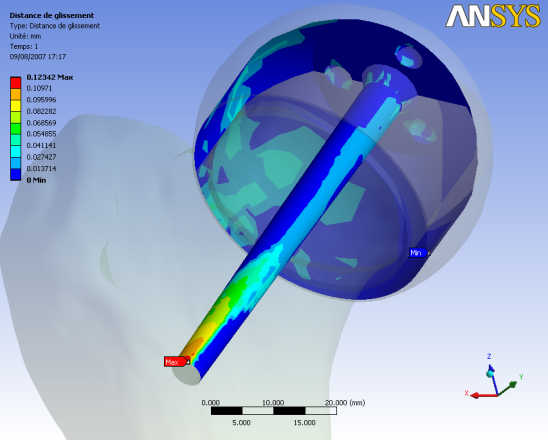 Distance de glissement
Type: Distance de glissement
Unité: mm
Temps: 1
09/08/2007 17:17
ANSYS
0.12342 Max
0.10971
0.095996
0.082282
0.068569
0.054855
0.041141
0.027427
0.013714
0 Min
Min
Max
Z
Y
X
0.000 10.000 20.000 (mm)
5.000 15.000